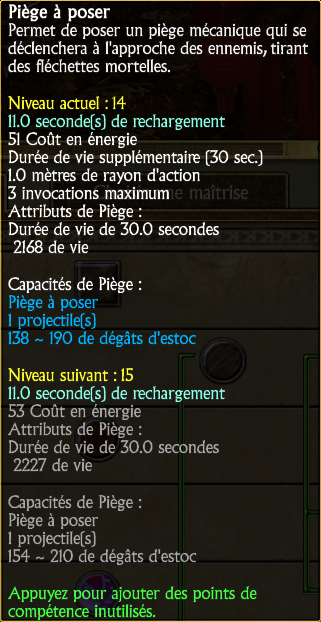 Piège à poser
Permet de poser un piège mécanique qui se
déclenchera à l'approche des ennemis, tirant
des fléchettes mortelles.
Niveau actuel : 14
11.0 seconde(s) de rechargement
51 Coût en énergie
Durée de vie supplémentaire (30 sec.)
1.0 mètres de rayon d'action
3 invocations maximum
Attributs de Piège :
Durée de vie de 30.0 secondes
2168 de vie
Capacités de Piège :
Piège à poser
1 projectile(s)
138 ~ 190 de dégâts d'estoc
Niveau suivant : 15
11.0 seconde(s) de rechargement
53 Coût en énergie
Attributs de Piège :
Durée de vie de 30.0 secondes
2227 de vie
Capacités de Piège :
Piège à poser
1 projectile(s)
154 ~ 210 de dégâts d'estoc
Appuyez pour ajouter des points de
compétence inutilisés.